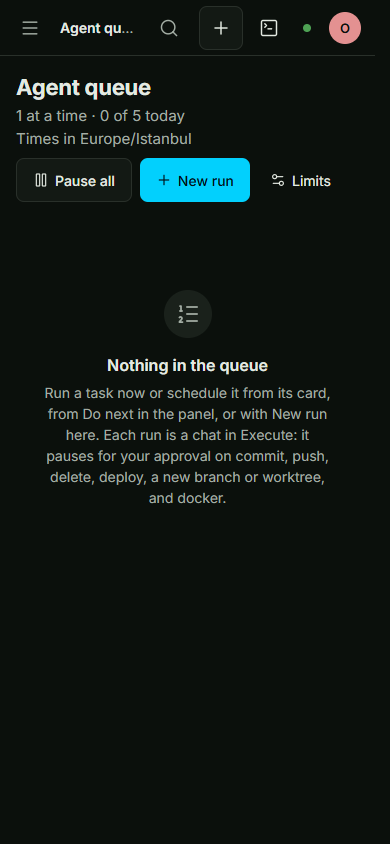 Agent qu...
O
Agent queue
1 at a time · 0 of 5 today
Times in Europe/Istanbul
Pause all
New run
Limits
1
2
Nothing in the queue
Run a task now or schedule it from its card,
from Do next in the panel, or with New run
here. Each run is a chat in Execute: it
pauses for your approval on commit, push,
delete, deploy, a new branch or worktree,
and docker.